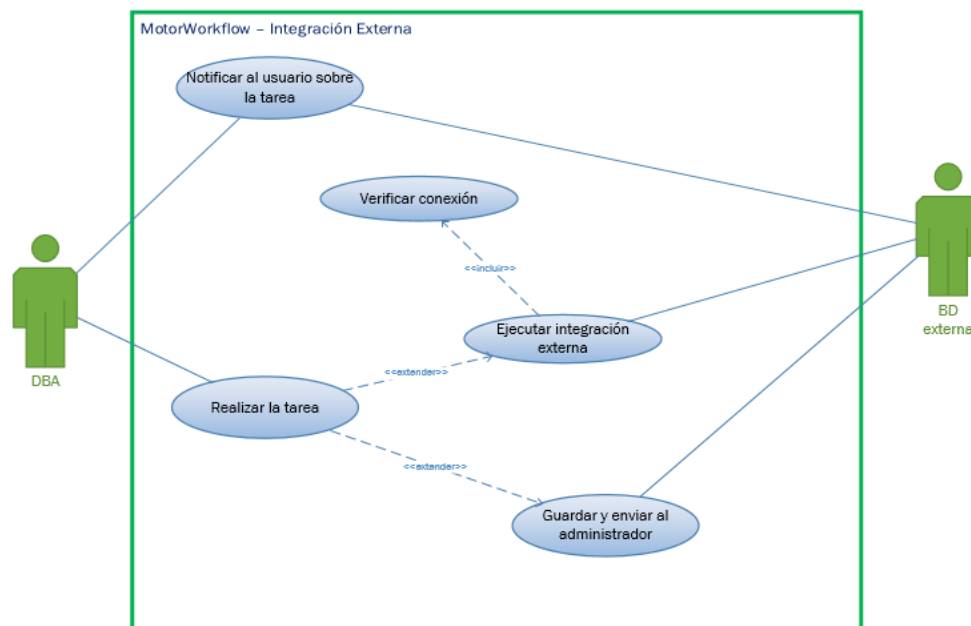 MotorWorkflow – Integración Externa
Notificar al usuario sobre
la tarea
Verificar conexión
<<incluir>>
BD
externa
Ejecutar integración
externa
<<extender>>
DBA
Realizar la tarea
<<extender>>
Guardar y enviar al
administrador